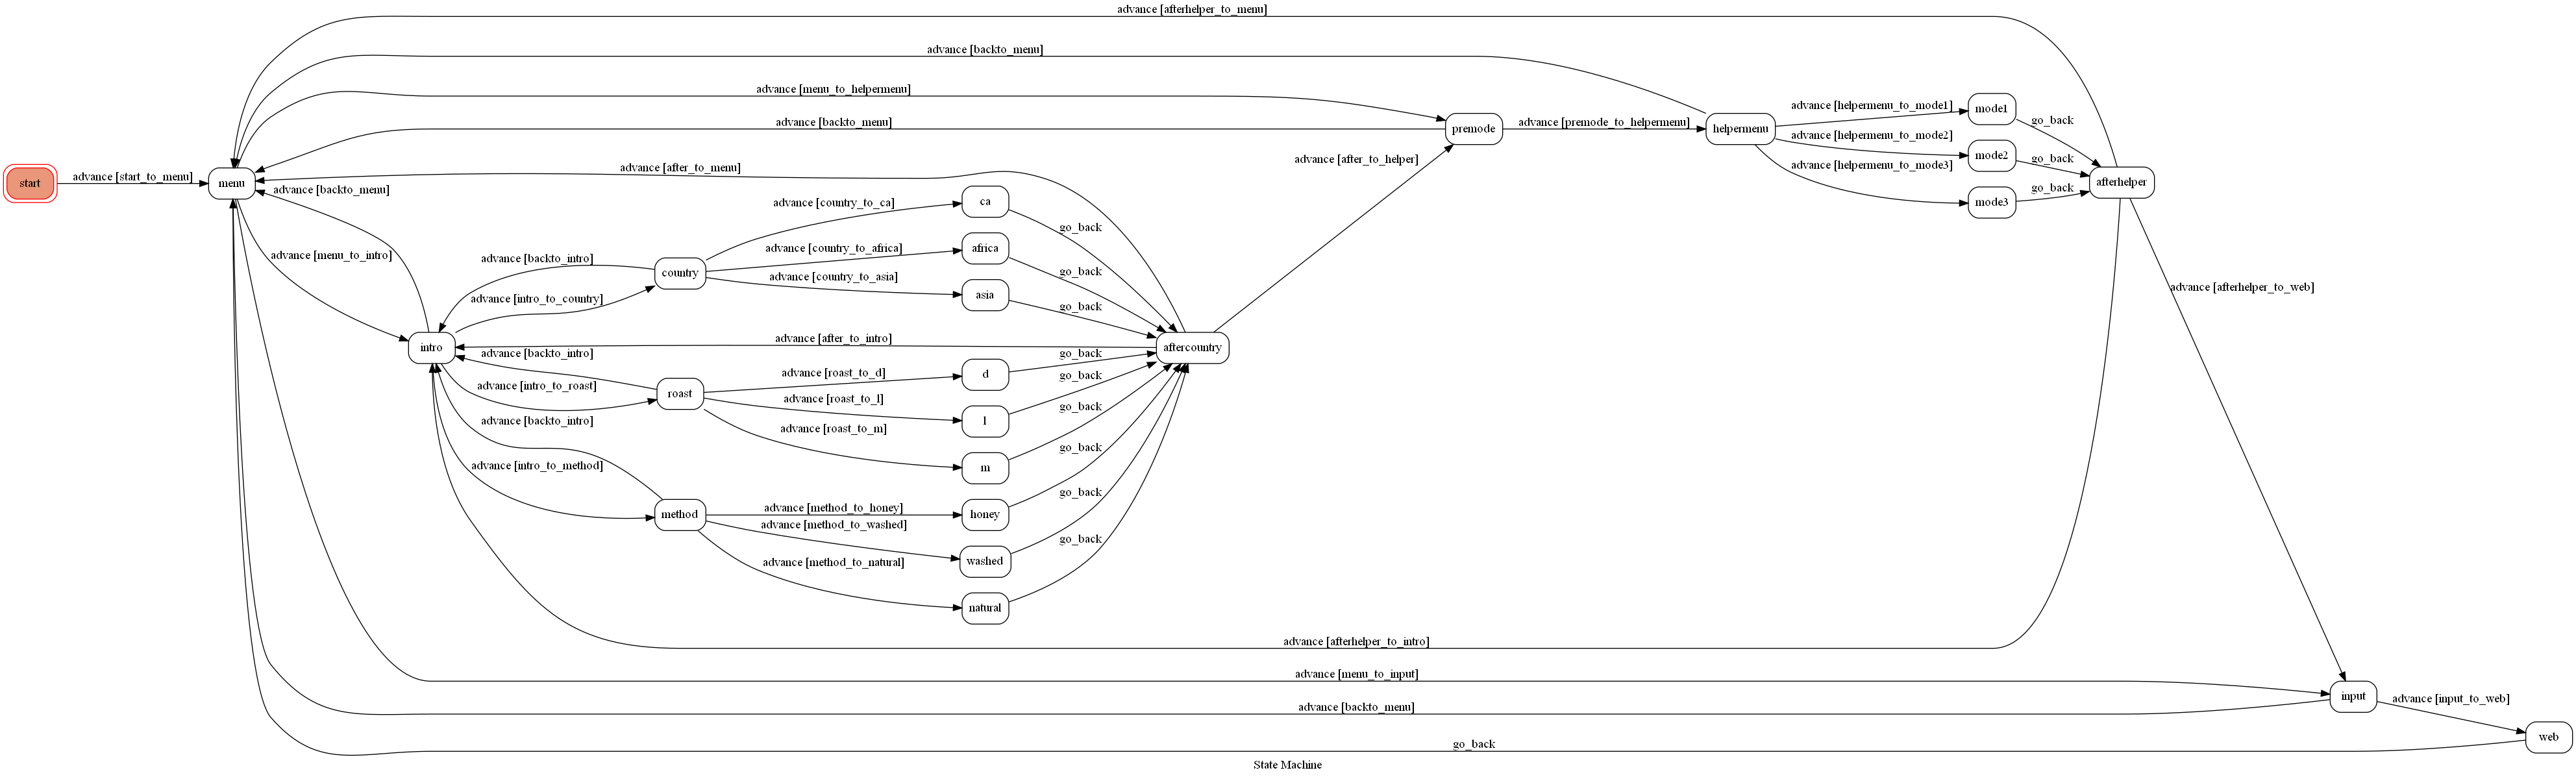 advance [afterhelper_to_menu]
advance [backto_menu]
advance [menu_to_helpermenu]
advance [backto_menu]
advance [after_to_menu]
start
advance [start_to_menu]
menu
advance [backto_menu]
advance [menu_to_intro]
intro
advance [backto_intro]
advance [intro_to_country]
advance [after_to_intro]
advance [backto_intro]
advance [intro_to_roast]
advance [backto_intro]
advance [intro_to_method]
country
advance [country_to_ca]
advance [country_to_africa]
advance [country_to_asia]
roast
advance [roast_to_d]
advance [roast_to_l]
advance [roast_to_m]
method
advance [method_to_honey]
advance [method_to_washed]
advance [method_to_natural]
ca
africa
asia
d
l
m
honey
washed
natural
go_back
go_back
go_back
go_back
go_back
go_back
go_back
go_back
go_back
aftercountry
advance [after_to_helper]
premode
advance [premode_to_helpermenu]
helpermenu
advance [helpermenu_to_mode1]
advance [helpermenu_to_mode2]
advance [helpermenu_to_mode3]
mode1
mode2
mode3
go_back
go_back
go_back
afterhelper
advance [afterhelper_to_web]
advance [afterhelper_to_intro]
advance [menu_to_input]
advance [backto_menu]
input
advance [input_to_web]
web
go_back
State Machine